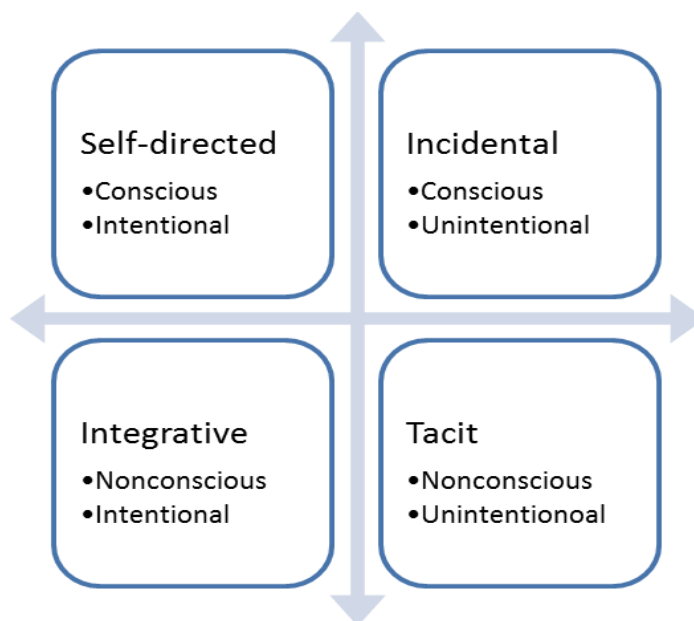 Self-directed
•Conscious
•Intentional
Incidental
•Conscious
•Unintentional
Integrative
•Nonconscious
•Intentional
Tacit
•Nonconscious
•Unintentionoal